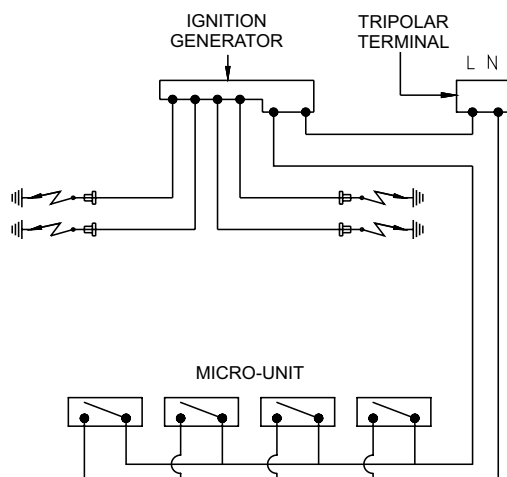 IGNITION
GENERATOR
TRIPOLAR
TERMINAL
L N
MICRO-UNIT